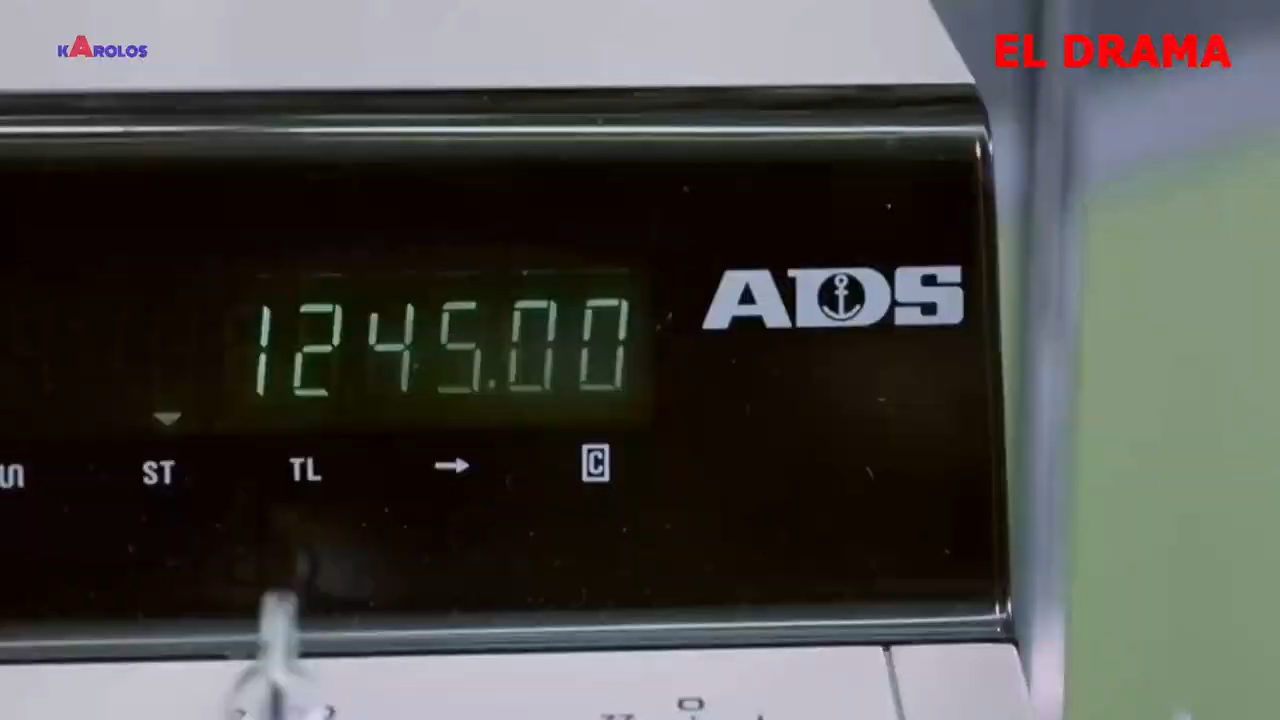 KAROLOS
EL DRAMA
ADS
1245.00
ST TL → C